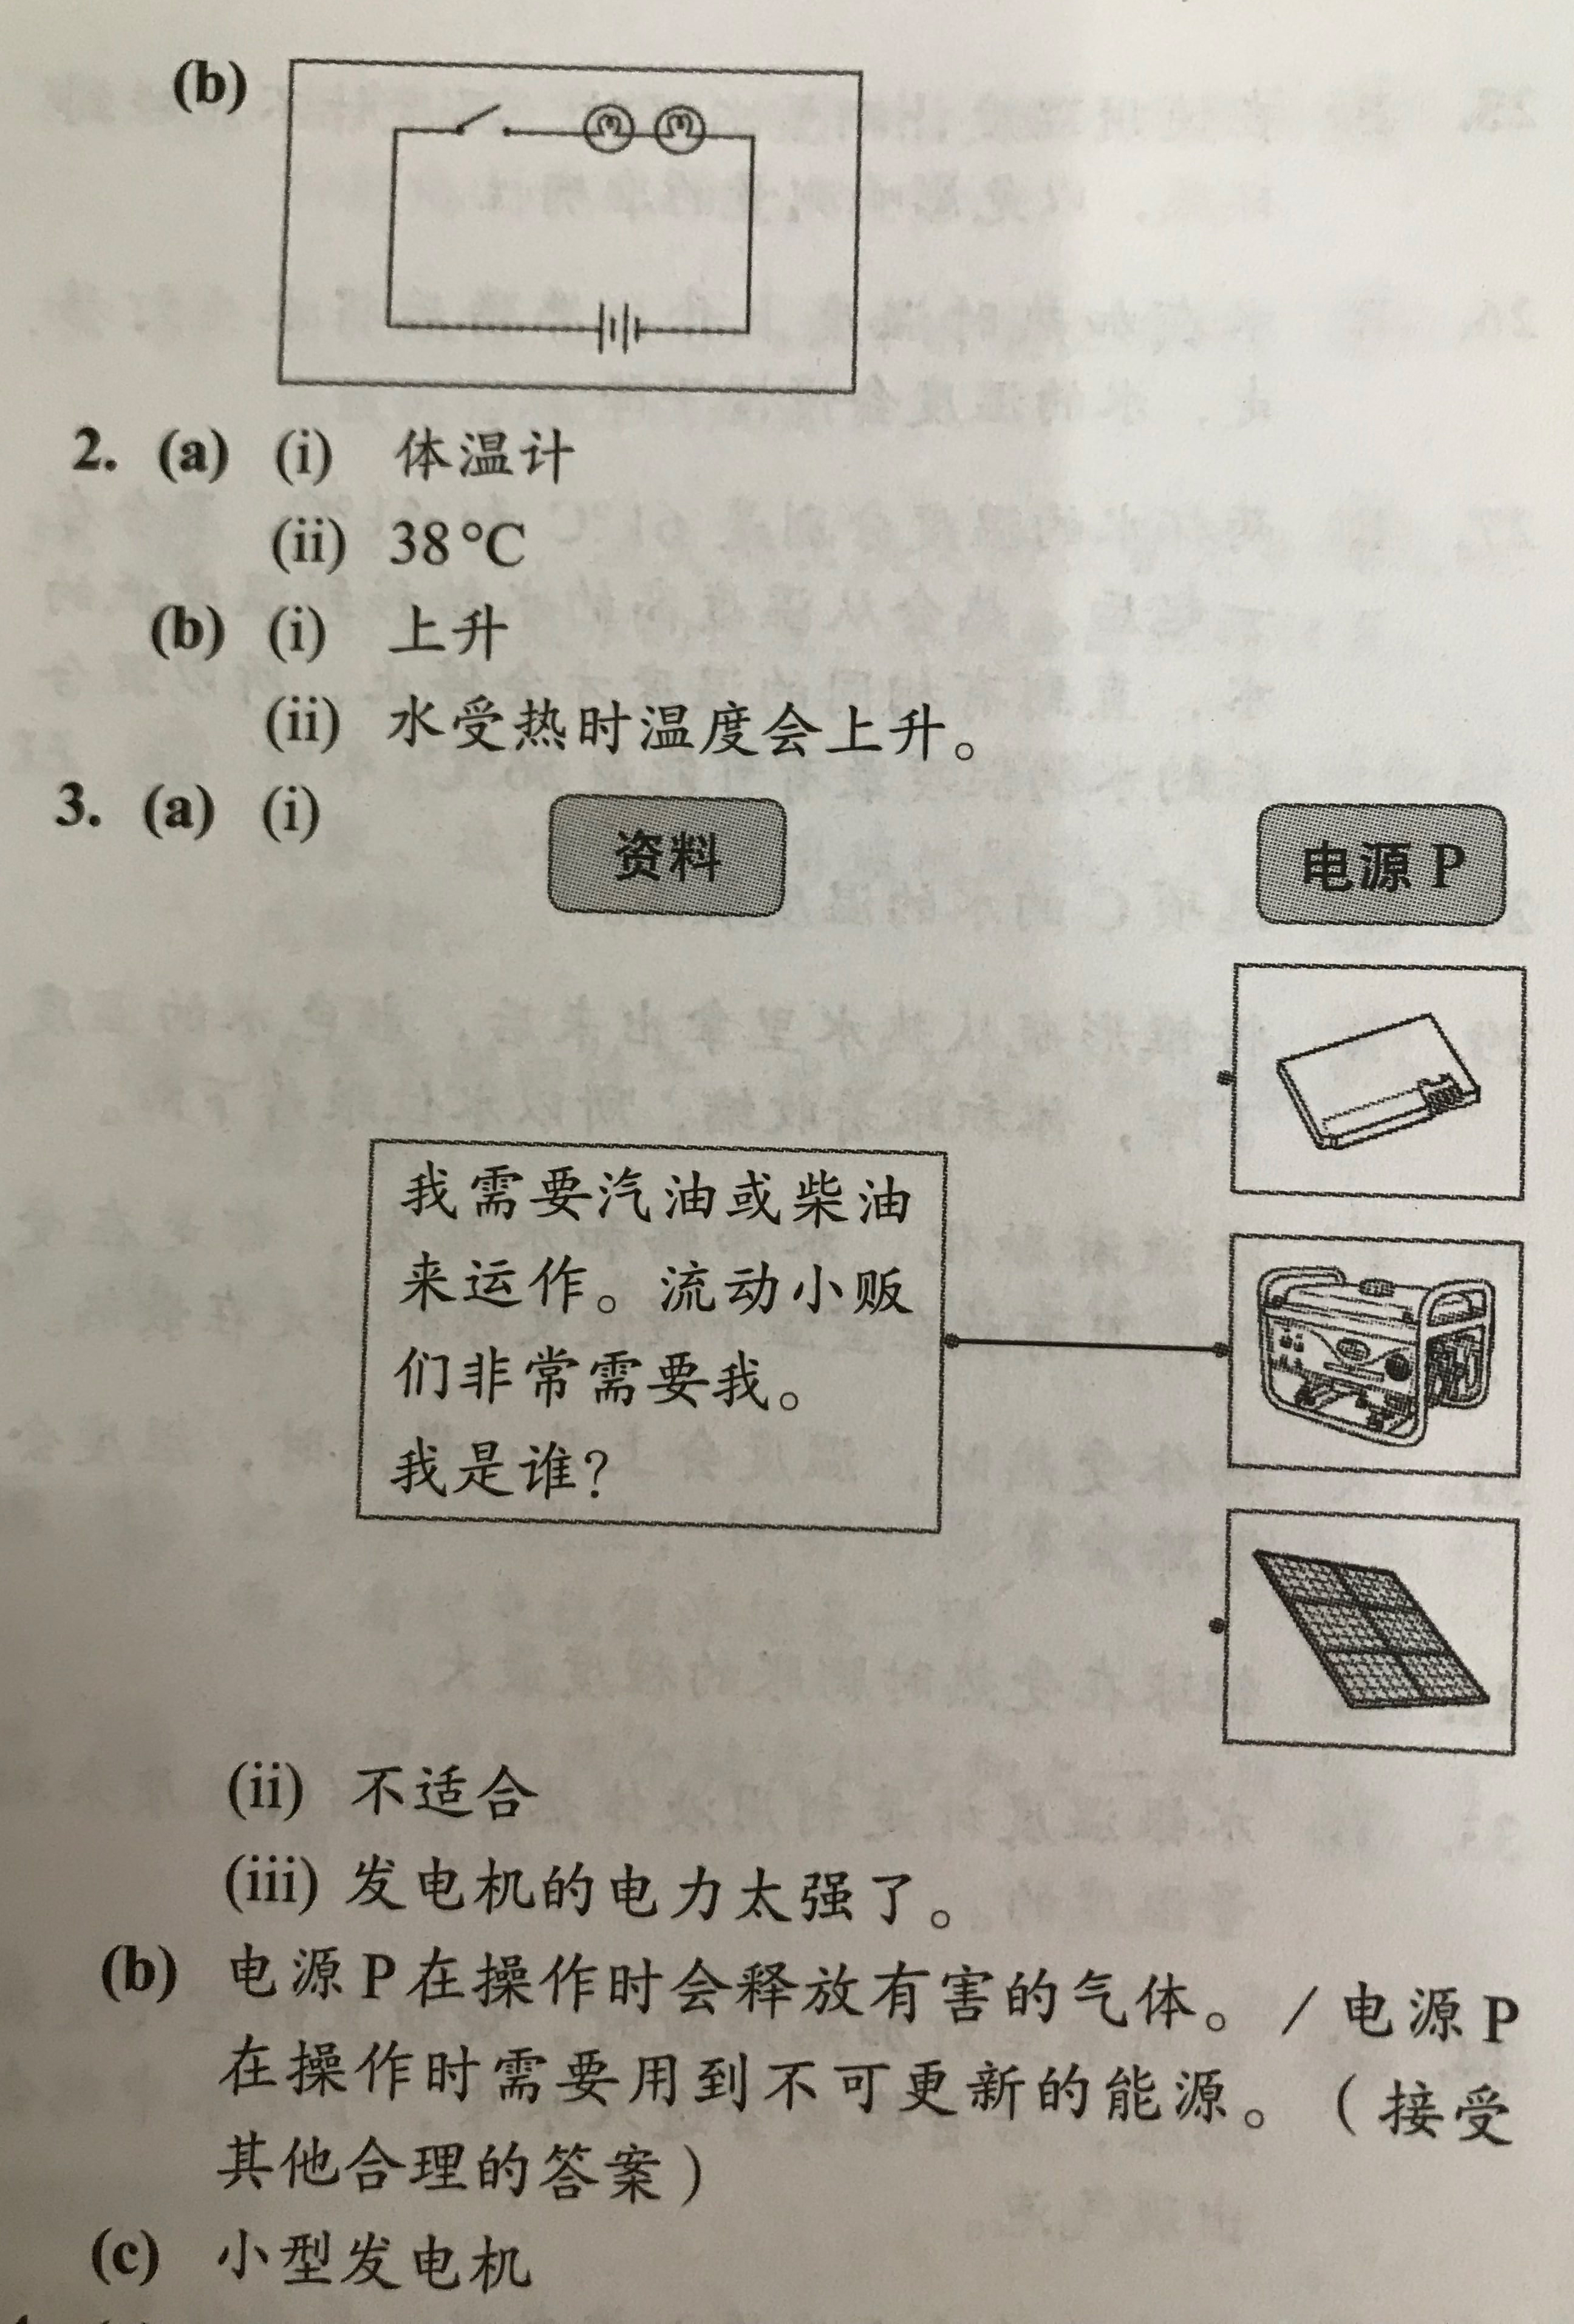 (b)
2. (a) (i) 体温计
(ii) 38°C
(b) (i) 上升
(ii) 水受热时温度会上升。
3. (a) (i) 资料 电源 P
我需要汽油或柴油
来运作。流动小贩
们非常需要我。
我是谁?
(ii) 不适合
(iii) 发电机的电力太强了。
(b) 电源 P 在操作时会释放有害的气体。/ 电源 P
在操作时需要用到不可更新的能源。(接受
其他合理的答案)
(c) 小型发电机